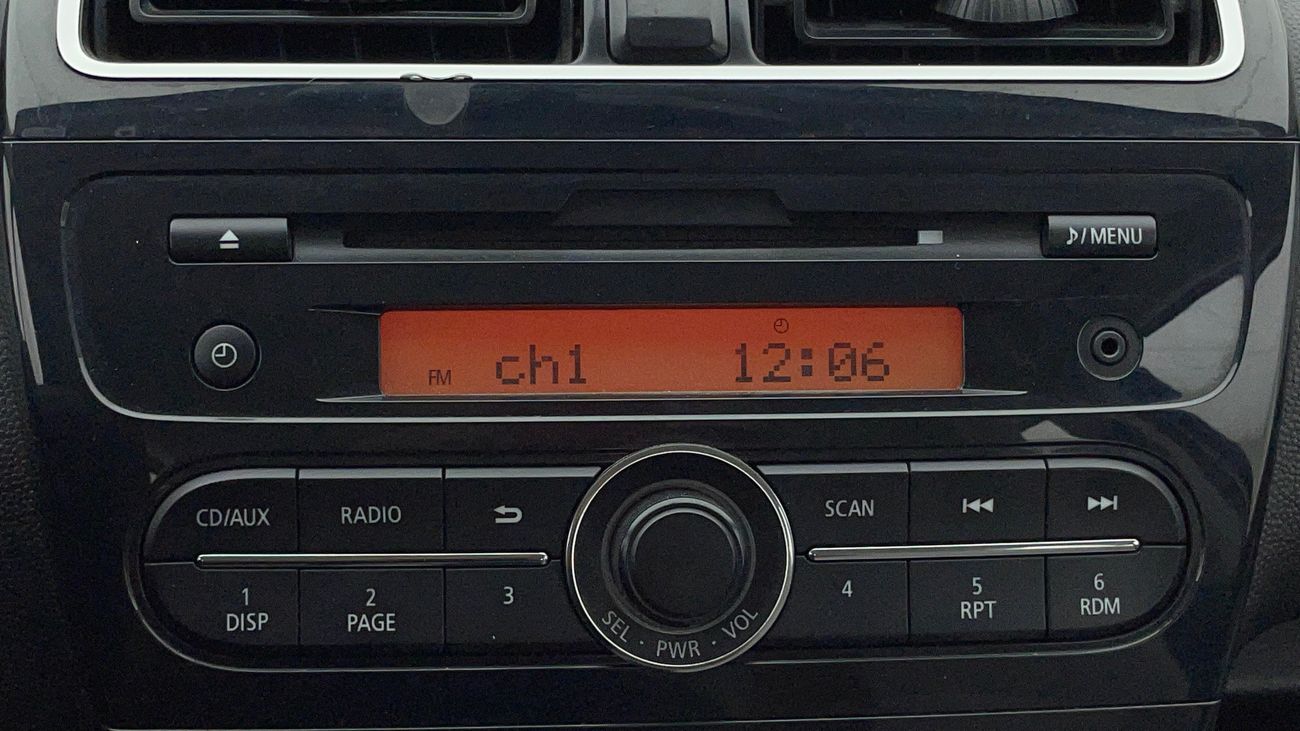 ♪/MENU
FM ch1 12:06
CD/AUX RADIO SCAN
1 2 3 4 5 6
DISP PAGE RPT RDM
SEL · PWR · VOL